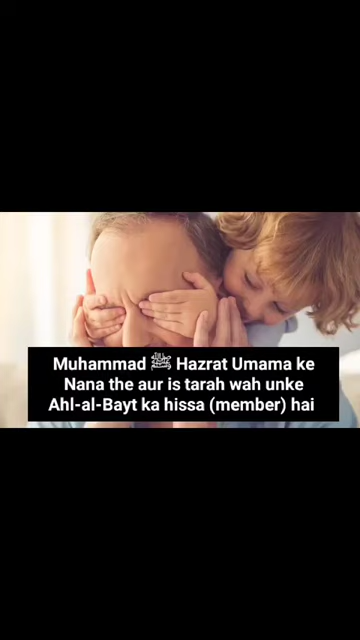 Muhammad ﷺ Hazrat Umama ke
Nana the aur is tarah wah unke
Ahl-al-Bayt ka hissa (member) hai